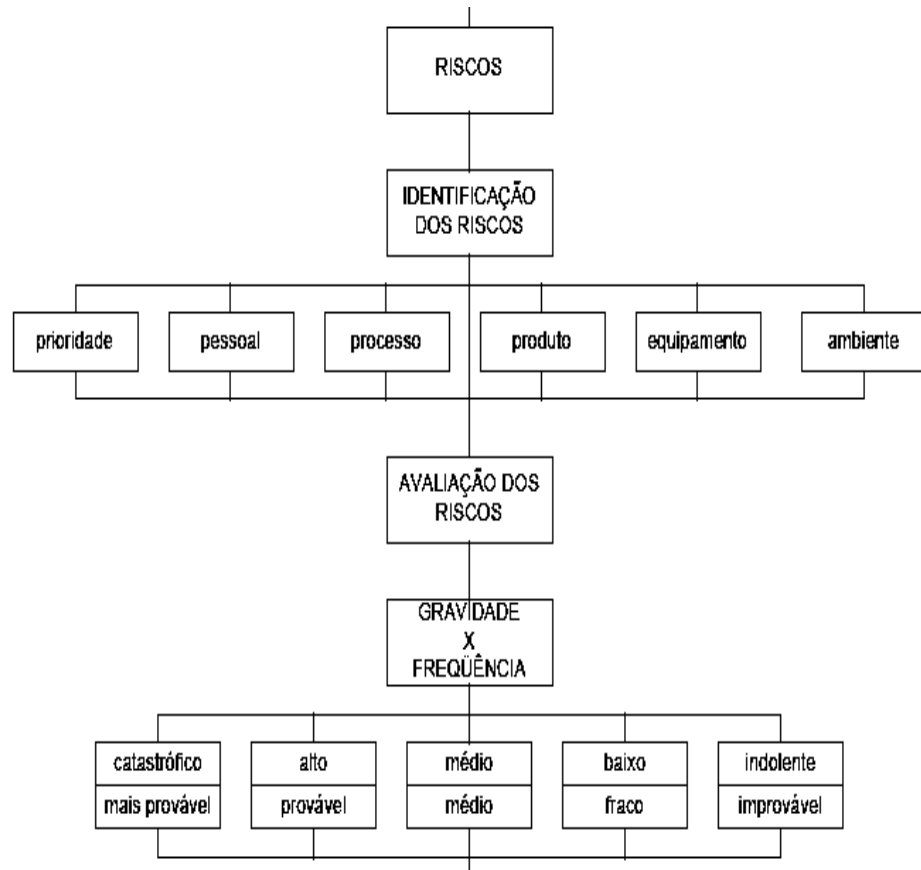 RISCOS
IDENTIFICAÇÃO
DOS RISCOS
prioridade
pessoal
processo
produto
equipamento
ambiente
AVALIAÇÃO DOS
RISCOS
GRAVIDADE
X
FREQÜÊNCIA
catastrófico
mais provável
alto
provável
médio
médio
baixo
fraco
indolente
improvável